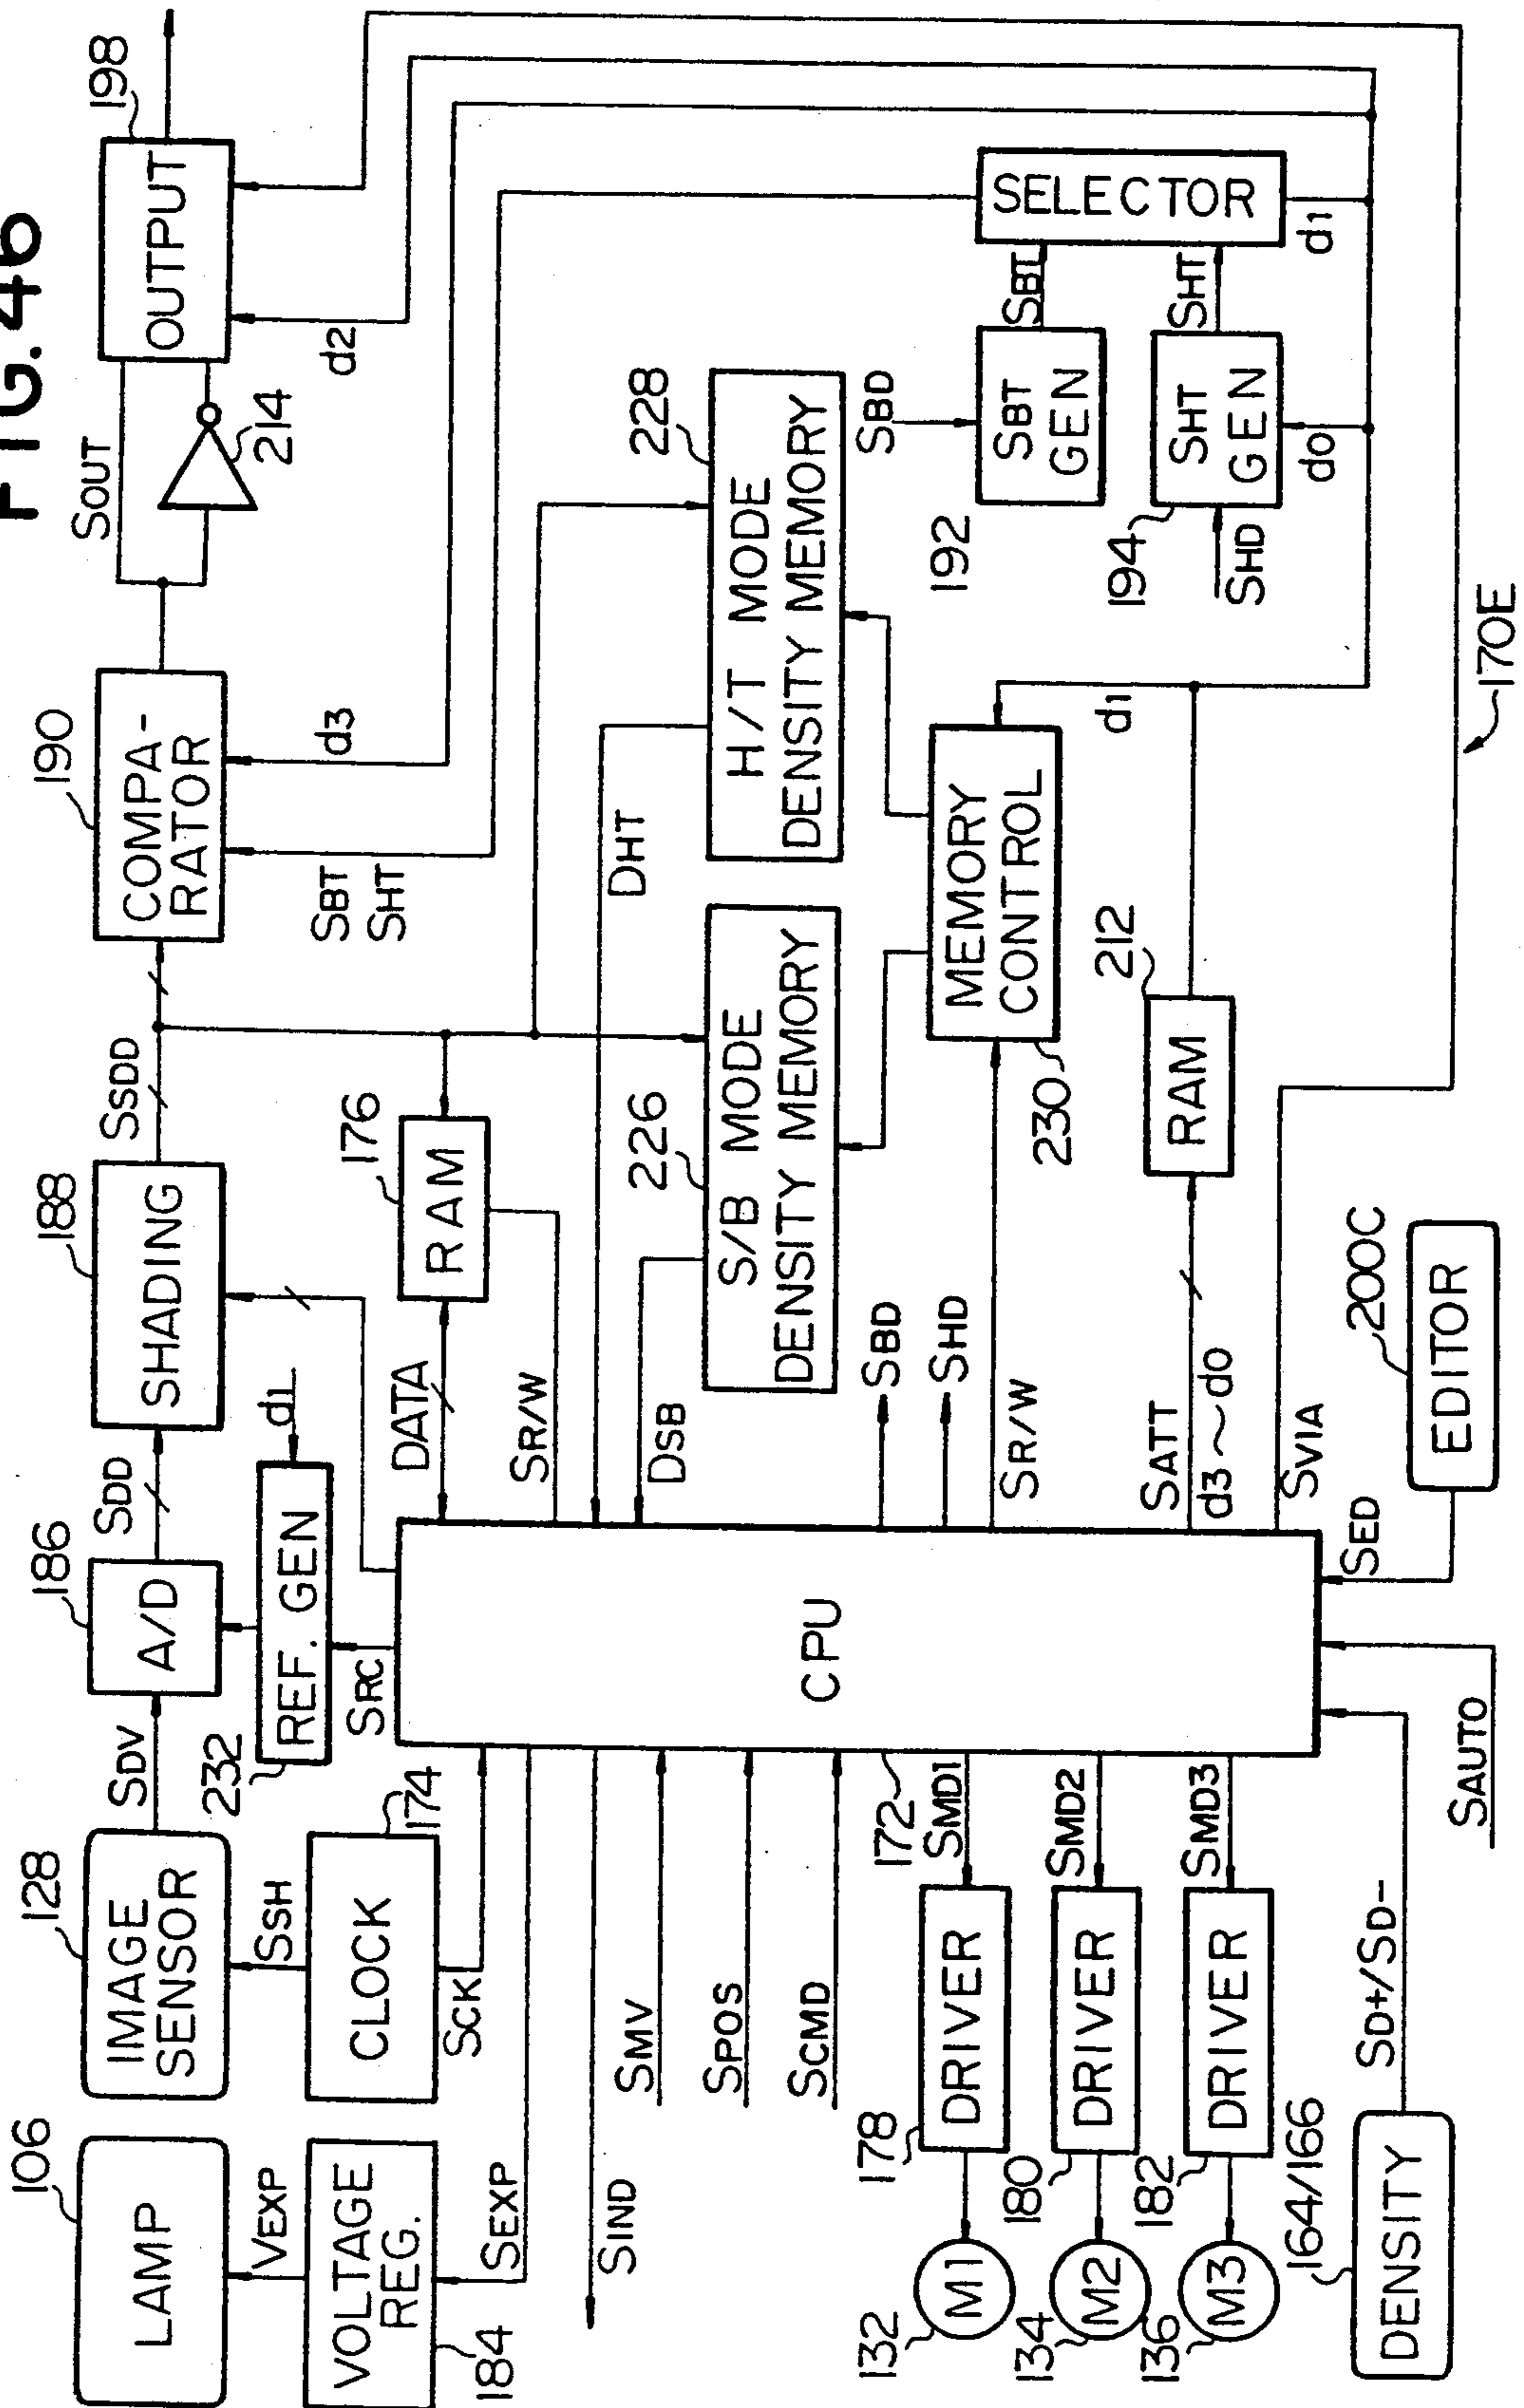 FIG. 46
106
LAMP
VEXP
VOLTAGE
REG.
184
SEXP
128
IMAGE
SENSOR
SSH
CLOCK
174
SCK
SDV
186
A/D
SDD
232
REF. GEN
d1
SRC
188
SHADING
SSDD
190
COMPA-
RATOR
SBT
SHT
d3
SOUT
214
198
OUTPUT
d2
176
RAM
DATA
SR/W
DHT
DSB
226
S/B MODE
DENSITY MEMORY
228
H/T MODE
DENSITY MEMORY
SBD
192
SBT
GEN
SBT
194
SHT
GEN
SHD
SHT
d0
SELECTOR
d1
SIND
SMV
SPOS
SCMD
CPU
172
SBD
SHD
SR/W
MEMORY
CONTROL
230
d1
SATT
d3~d0
RAM
212
SVIA
132
M1
178
DRIVER
SMD1
134
M2
180
DRIVER
SMD2
136
M3
182
DRIVER
SMD3
164/166
DENSITY
SD+/SD-
SAUTO
SED
200C
EDITOR
170E